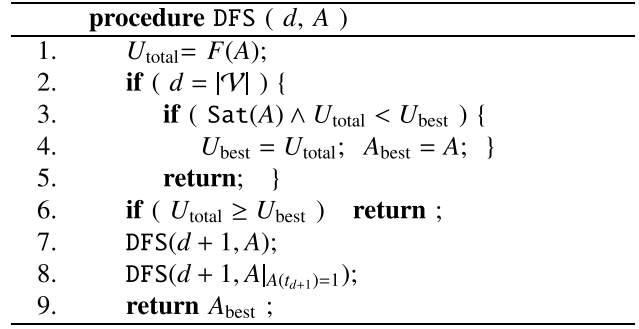 procedure DFS ( d, A )
1. U_total = F(A);
2. if ( d = |𝒱| ) {
3. if ( Sat(A) ∧ U_total < U_best ) {
4. U_best = U_total; A_best = A; }
5. return; }
6. if ( U_total ≥ U_best ) return ;
7. DFS(d + 1, A);
8. DFS(d + 1, A|_{A(t_{d+1})=1});
9. return A_best ;